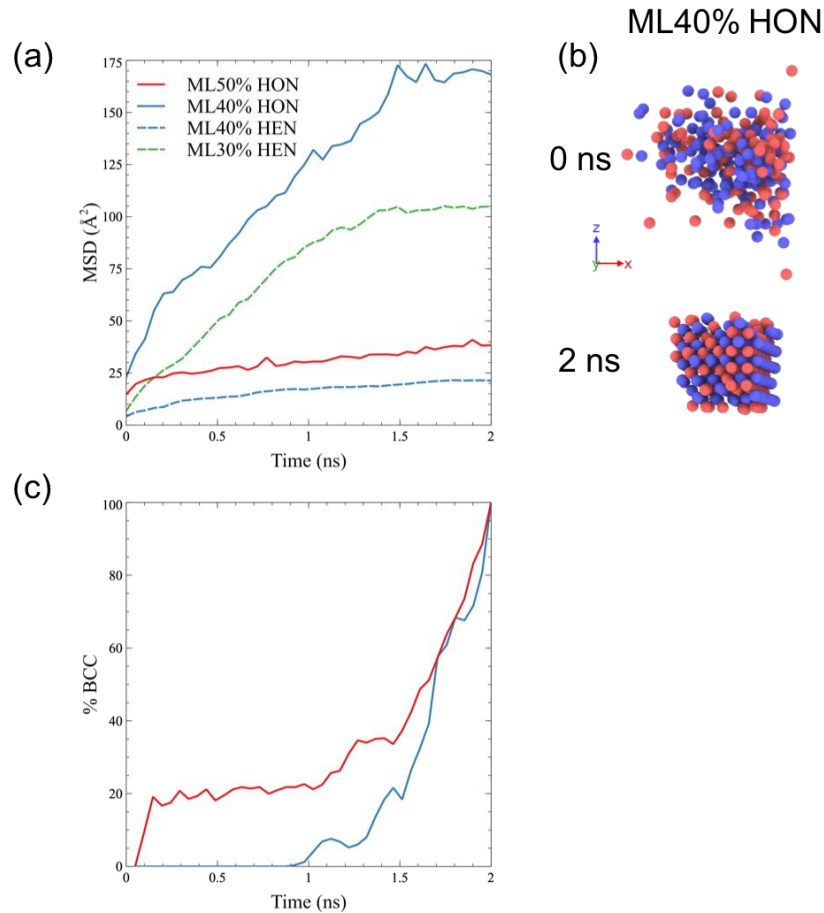 ML40% HON
(a)
(b)
175
150
125
100
75
50
25
0
MSD (Å²)
ML50% HON
ML40% HON
ML40% HEN
ML30% HEN
0 0.5 1 1.5 2
Time (ns)
0 ns
z
y x
2 ns
(c)
100
80
60
40
20
0
% BCC
0 0.5 1 1.5 2
Time (ns)